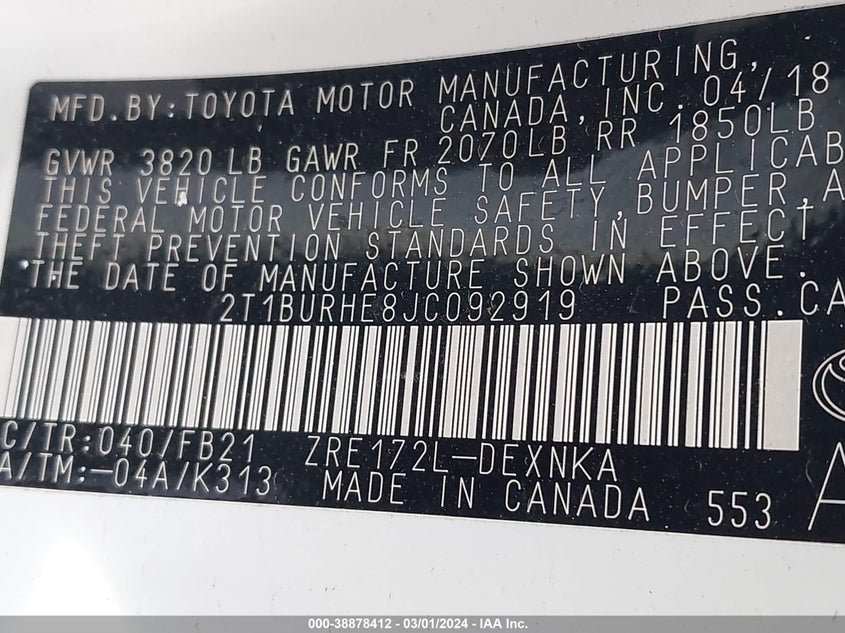 MFD.BY:TOYOTA MOTOR MANUFACTURING,
CANADA, INC. 04/18
GVWR 3820 LB GAWR FR 2070LB RR 1850LB
THIS VEHICLE CONFORMS TO ALL APPLICAB
FEDERAL MOTOR VEHICLE SAFETY, BUMPER, A
THEFT PREVENTION STANDARDS IN EFFECT
THE DATE OF MANUFACTURE SHOWN ABOVE.
2T1BURHE8JC092919 PASS.CA
C/TR:040/FB21 ZRE172L-DEXNKA
A/TM:-04A/K313 MADE IN CANADA 553 A
000-38878412 - 03/01/2024 - IAA Inc.